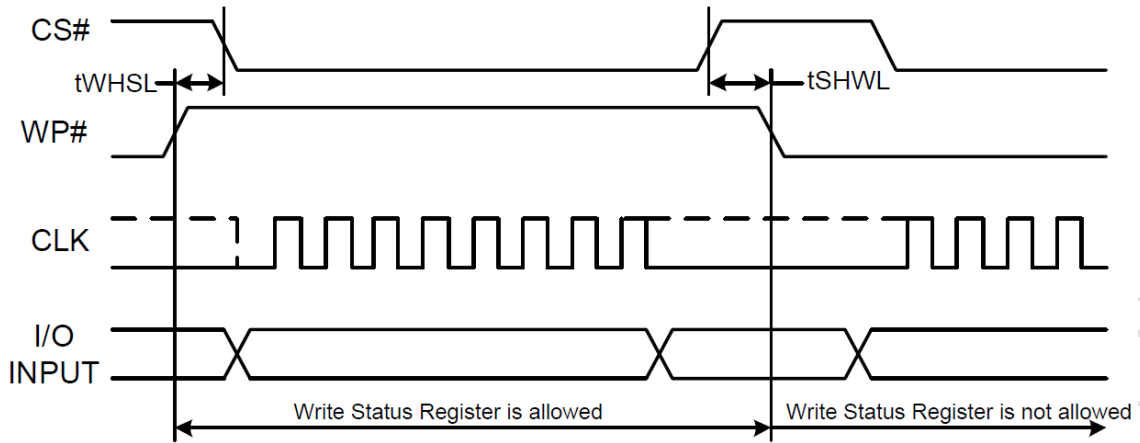 CS#
tWHSL
tSHWL
WP#
CLK
I/O
INPUT
Write Status Register is allowed
Write Status Register is not allowed